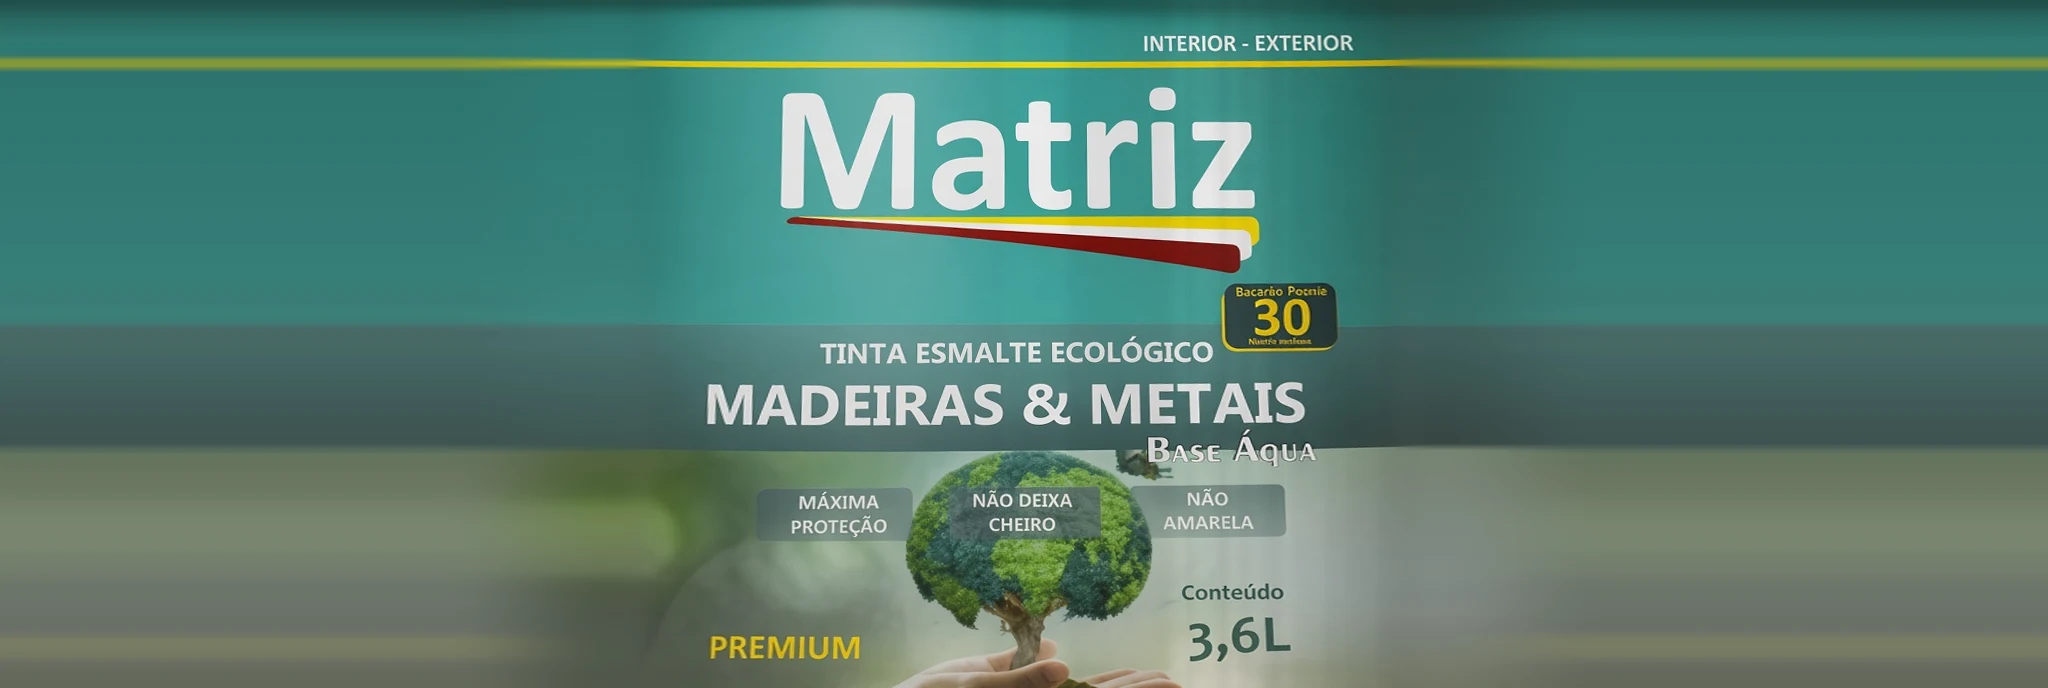 INTERIOR - EXTERIOR
Matriz
30
TINTA ESMALTE ECOLÓGICO
MADEIRAS & METAIS
BASE ÁQUA
MÁXIMA
PROTEÇÃO
NÃO DEIXA
CHEIRO
NÃO
AMARELA
Conteúdo
3,6L
PREMIUM